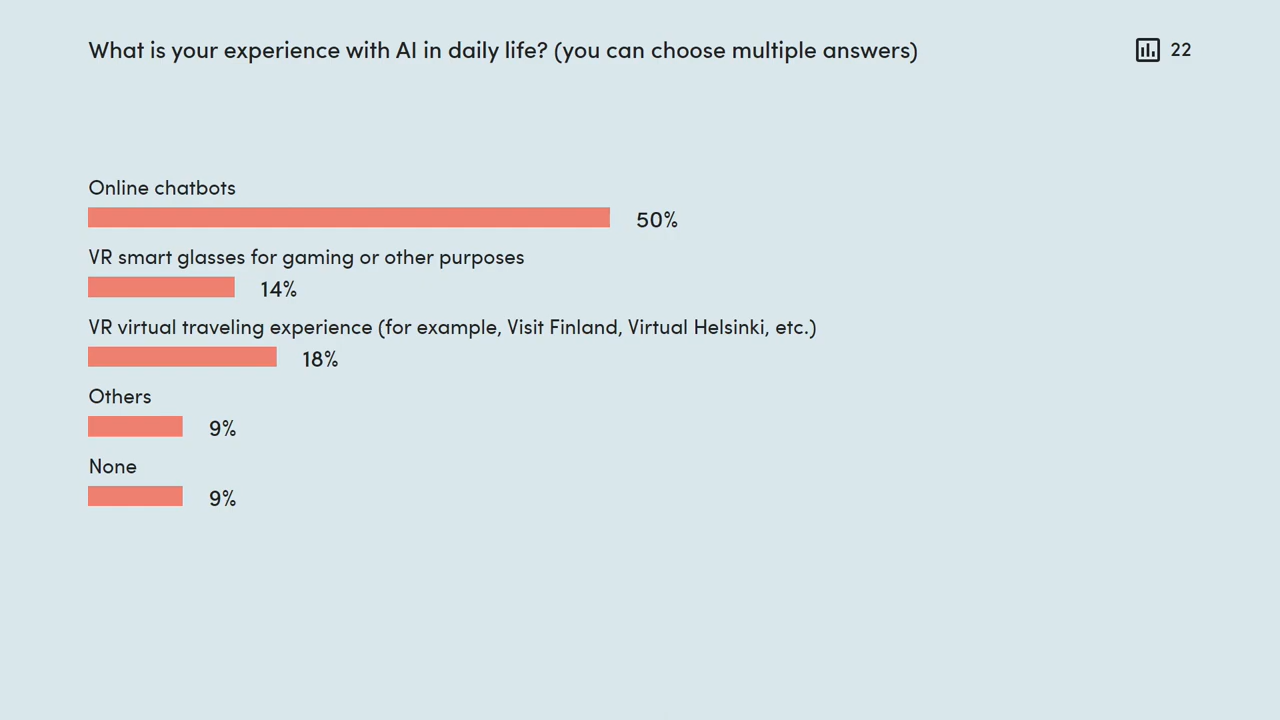 What is your experience with AI in daily life? (you can choose multiple answers)
22
Online chatbots
50%
VR smart glasses for gaming or other purposes
14%
VR virtual traveling experience (for example, Visit Finland, Virtual Helsinki, etc.)
18%
Others
9%
None
9%